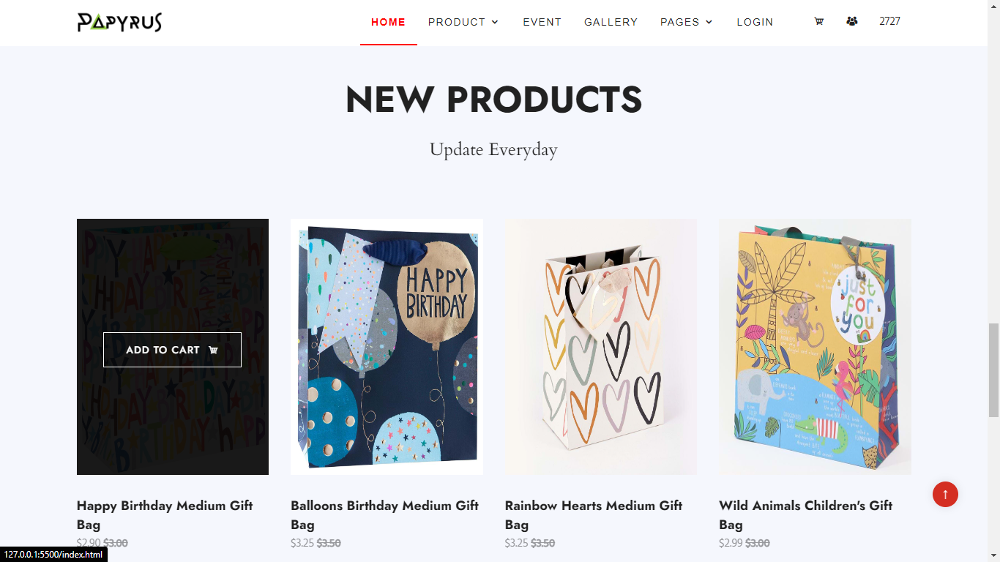 PAPYRUS
HOME PRODUCT EVENT GALLERY PAGES LOGIN 2727
NEW PRODUCTS
Update Everyday
ADD TO CART
HAPPY
BIRTHDAY
just
for
you
Happy Birthday Medium Gift
Bag
$2.90 $3.00
Balloons Birthday Medium Gift
Bag
$3.25 $3.50
Rainbow Hearts Medium Gift
Bag
$3.25 $3.50
Wild Animals Children's Gift
Bag
$2.99 $3.00
127.0.0.1:5500/index.html